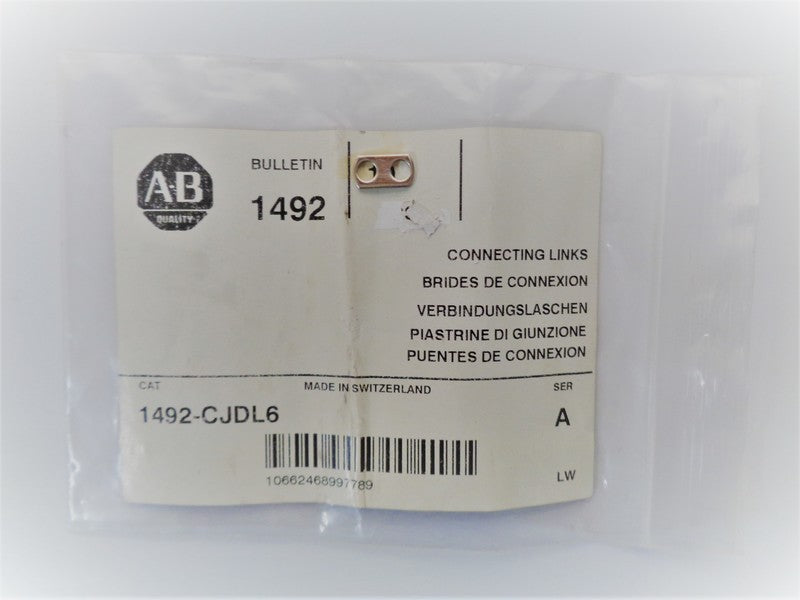 A-B
QUALITY
BULLETIN
1492
CONNECTING LINKS
BRIDES DE CONNEXION
VERBINDUNGSLASCHEN
PIASTRINE DI GIUNZIONE
PUENTES DE CONNEXION
CAT
MADE IN SWITZERLAND
SER
1492-CJDL6
A
10662468997789
LW